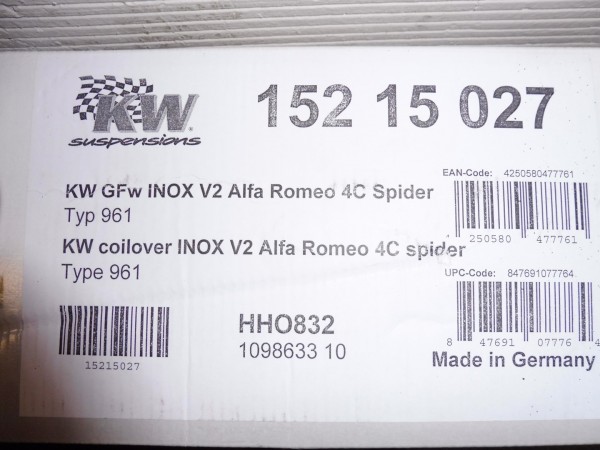 KW
suspensions
152 15 027
EAN-Code: 4250580477761
KW GFw INOX V2 Alfa Romeo 4C Spider
Typ 961
250580 477761
KW coilover INOX V2 Alfa Romeo 4C spider
Type 961
UPC-Code: 847691077764
15215027
HHO832
1098633 10
8 47691 07776 4
Made in Germany